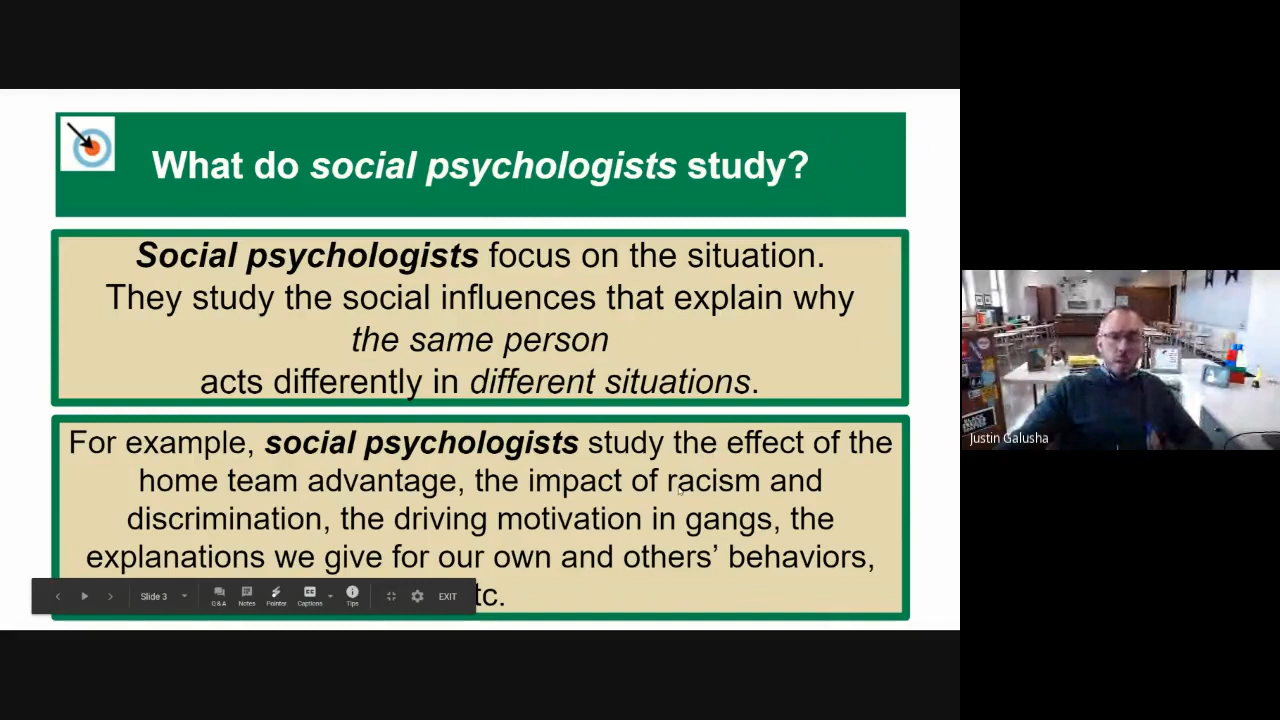 What do social psychologists study?
Social psychologists focus on the situation.
They study the social influences that explain why
the same person
acts differently in different situations.
For example, social psychologists study the effect of the
home team advantage, the impact of racism and
discrimination, the driving motivation in gangs, the
explanations we give for our own and others' behaviors,
tc.
Slide 3
Q&A
Notes
Pointer
Captions
Tips
EXIT
Justin Galusha